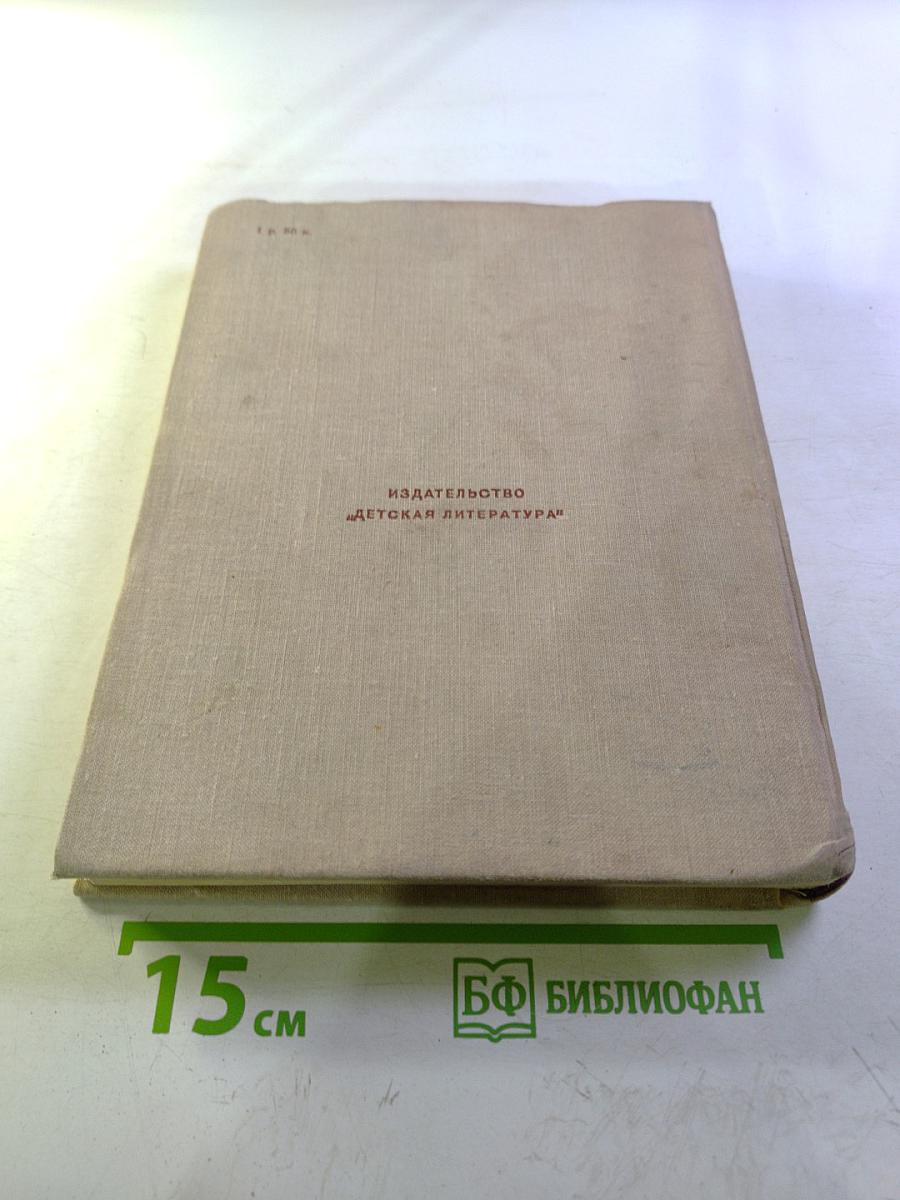 1 р. 50 к.
ИЗДАТЕЛЬСТВО
„ДЕТСКАЯ ЛИТЕРАТУРА"
15 см
БФ БИБЛИОФАН